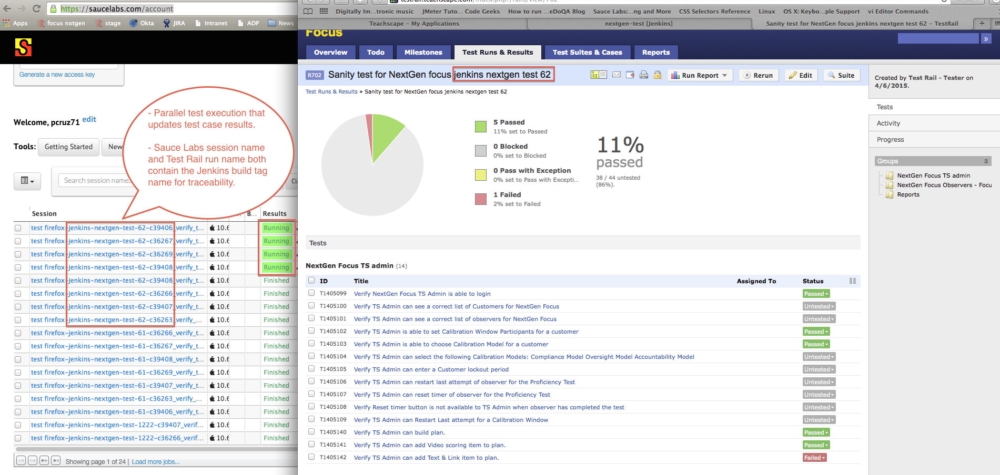 https://saucelabs.com/account
Apps focus nxtgen stage Okta JIRA Intranet ADP News
S
Generate a new access key
Welcome, pcruz71 edit
Tools: Getting Started New
Search session name...
- Parallel test execution that
updates test case results.
- Sauce Labs session name
and Test Rail run name both
contain the Jenkins build tag
name for traceability.
Session B... Results
test firefox-jenkins-nextgen-test-62-c39406_verify_t... 10.6 Running
test firefox-jenkins-nextgen-test-62-c36267_verify_t... 10.6 Running
test firefox-jenkins-nextgen-test-62-c36269_verify_t... 10.6 Running
test firefox-jenkins-nextgen-test-62-c39408_verify_t... 10.6 Running
test firefox-jenkins-nextgen-test-62-c39408_verify_t... 10.6 Finished
test firefox-jenkins-nextgen-test-62-c36266_verify_t... 10.6 Finished
test firefox-jenkins-nextgen-test-62-c39407_verify_t... 10.6 Finished
test firefox-jenkins-nextgen-test-62-c36263_verify_... 10.6 Finished
test firefox-jenkins-nextgen-test-61-c36266_verify_t... 10.6 Finished
test firefox-jenkins-nextgen-test-61-c36267_verify_t... 10.6 Finished
test firefox-jenkins-nextgen-test-61-c39408_verify_t... 10.6 Finished
test firefox-jenkins-nextgen-test-61-c36269_verify_t... 10.6 Finished
test firefox-jenkins-nextgen-test-61-c39407_verify_t... 10.6 Finished
test firefox-jenkins-nextgen-test-61-c36263_verify_... 10.6 Finished
test firefox-jenkins-nextgen-test-61-c39406_verify_t... 10.6 Finished
test firefox-jenkins-nextgen-test-1222-c39407_verif... 10.6 Finished
test firefox-jenkins-nextgen-test-1222-c36266_verif... 10.6 Finished
Showing page 1 of 24 | Load more jobs...
Digitally Im...tronic music JMeter Tuto... Code Geeks How to run ...eDoQA Blog Sauce Labs:...ng and More CSS Selectors Reference Linux OS X: Keybo...ple Support vi Editor Commands
Teachscape – My Applications nextgen-test [Jenkins] Sanity test for NextGen focus jenkins nextgen test 62 – TestRail
Focus
Overview Todo Milestones Test Runs & Results Test Suites & Cases Reports
»
R702 Sanity test for NextGen focus jenkins nextgen test 62 Run Report Rerun Edit Suite
Test Runs & Results » Sanity test for NextGen focus jenkins nextgen test 62
5 Passed
11% set to Passed
0 Blocked
0% set to Blocked
0 Pass with Exception
0% set to Pass with Excepti...
1 Failed
2% set to Failed
11%
passed
38 / 44 untested
(86%).
Tests
NextGen Focus TS admin (14)
ID Title Assigned To Status
T1405099 Verify NextGen Focus TS Admin is able to login Passed
T1405100 Verify TS Admin can see a correct list of Customers for NextGen Focus Untested
T1405101 Verify TS Admin can see a correct list of observers for NextGen Focus Untested
T1405102 Verify TS Admin is able to set Calibration Window Participants for a customer Passed
T1405103 Verify TS Admin is able to choose Calibration Model for a customer Passed
T1405104 Verify TS Admin can select the following Calibration Models: Compliance Model Oversight Model Accountability Model Untested
T1405105 Verify TS Admin can enter a Customer lockout period Untested
T1405106 Verify TS Admin can restart last attempt of observer for the Proficiency Test Untested
T1405107 Verify TS Admin can reset timer of observer for the Proficiency Test Untested
T1405108 Verify Reset timer button is not available to TS Admin when observer has completed the test Untested
T1405109 Verify TS Admin can Restart Last attempt for a Calibration Window Untested
T1405140 Verify TS Admin can build plan. Passed
T1405141 Verify TS Admin can add Video scoring item to plan. Passed
T1405142 Verify TS Admin can add Text & Link item to plan. Failed
Created by Test Rail - Tester on
4/6/2015.
Tests
Activity
Progress
Groups
NextGen Focus TS admin
NextGen Focus Observers - Focu
Reports